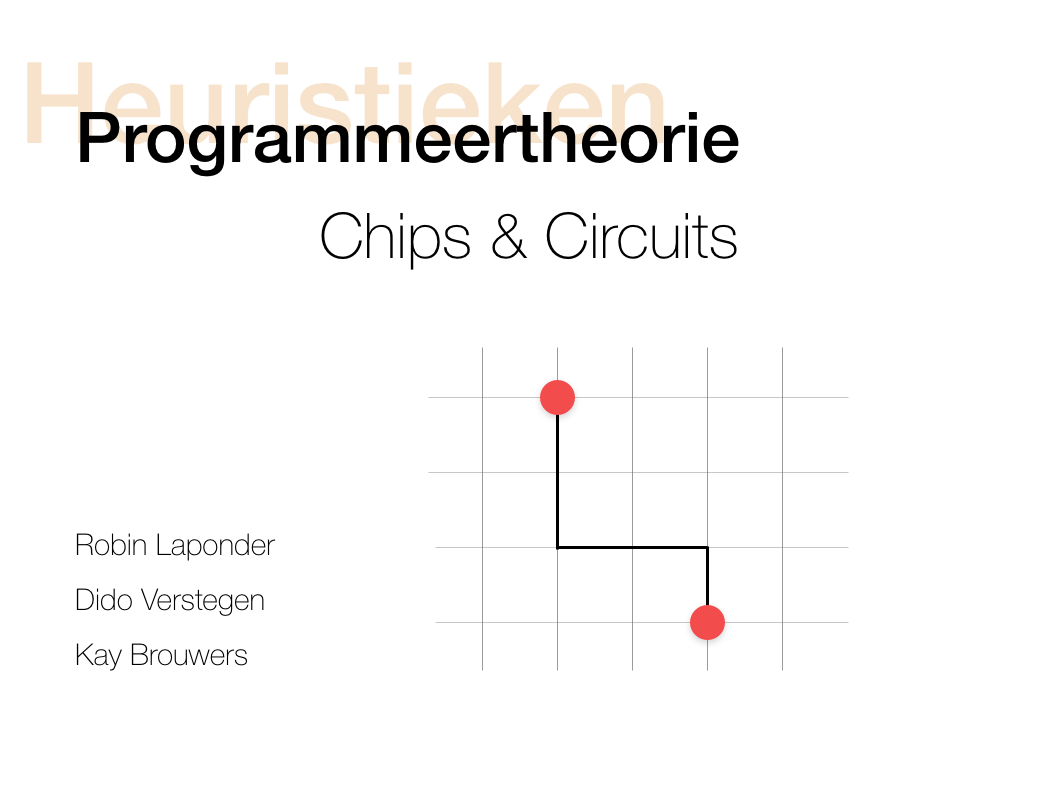 Heuristieken
Programmeertheorie
Chips & Circuits
Robin Laponder
Dido Verstegen
Kay Brouwers